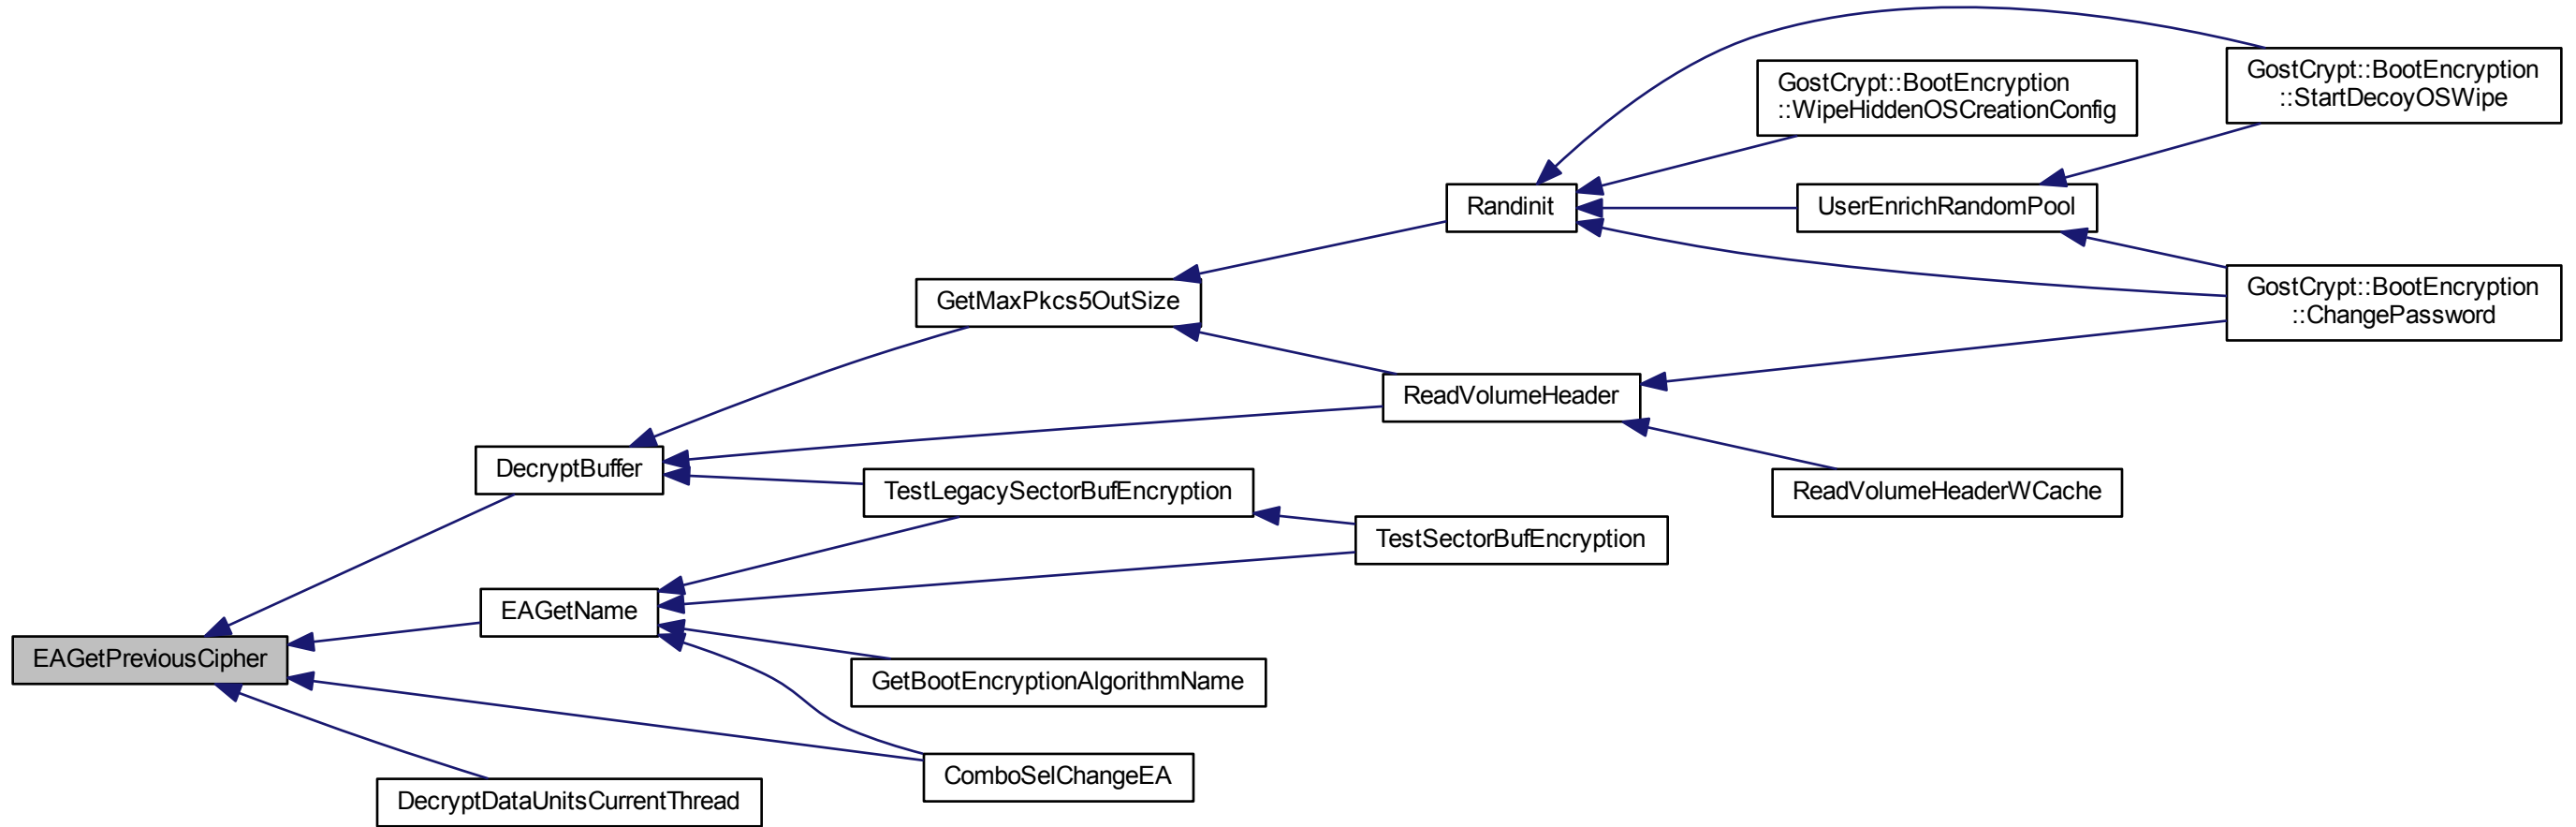 GostCrypt::BootEncryption
::StartDecoyOSWipe
GostCrypt::BootEncryption
::WipeHiddenOSCreationConfig
Randinit
UserEnrichRandomPool
GetMaxPkcs5OutSize
GostCrypt::BootEncryption
::ChangePassword
ReadVolumeHeader
DecryptBuffer
TestLegacySectorBufEncryption
ReadVolumeHeaderWCache
TestSectorBufEncryption
EAGetName
EAGetPreviousCipher
GetBootEncryptionAlgorithmName
ComboSelChangeEA
DecryptDataUnitsCurrentThread